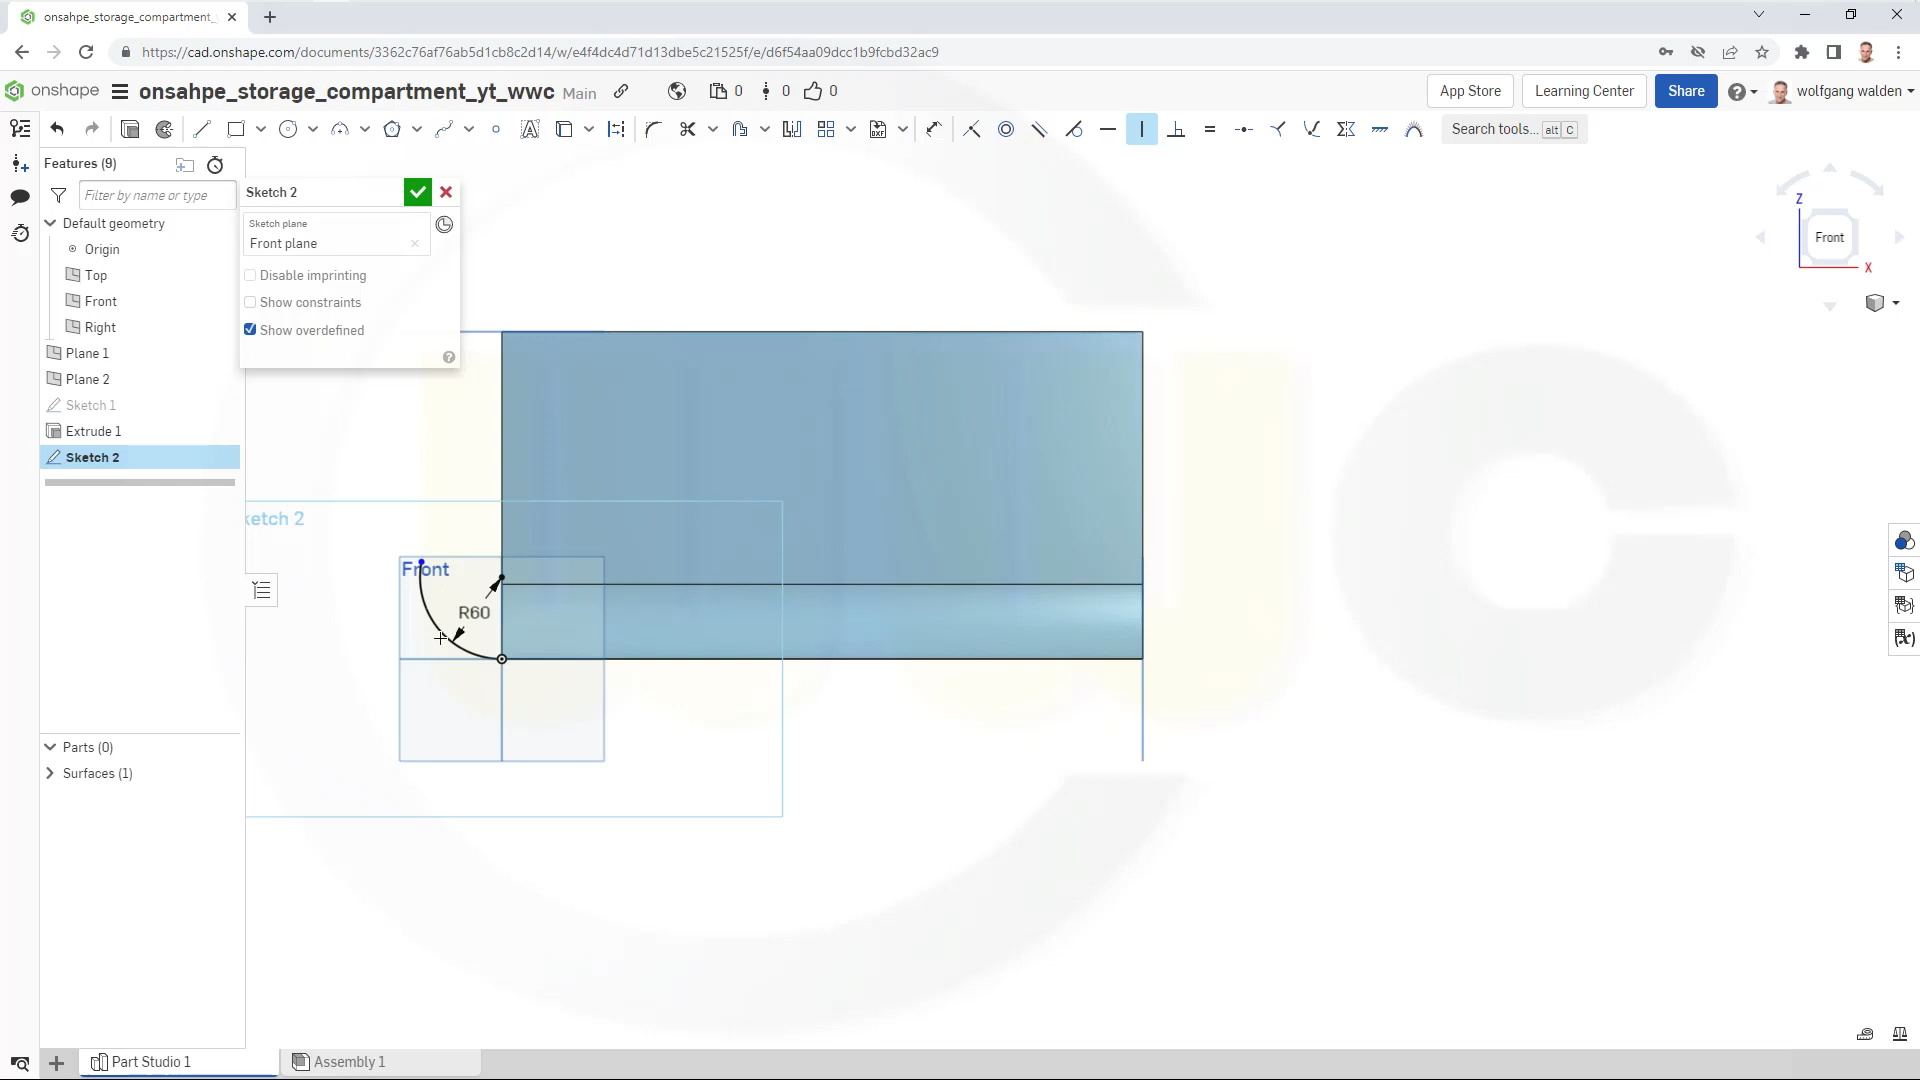 onsahpe_storage_compartment_
https://cad.onshape.com/documents/3362c76af76ab5d1cb8c2d14/w/e4f4dc4d71d13dbe5c21525f/e/d6f54aa09dcc1b9fcbd32ac9
onshape
onsahpe_storage_compartment_yt_wwc Main
0
0
0
App Store
Learning Center
Share
wolfgang walden
Search tools... alt C
Features (9)
Filter by name or type
Default geometry
Origin
Top
Front
Right
Plane 1
Plane 2
Sketch 1
Extrude 1
Sketch 2
Parts (0)
Surfaces (1)
Sketch 2
Sketch plane
Front plane
Disable imprinting
Show constraints
Show overdefined
ketch 2
Front
R60
Z
Front
X
Part Studio 1
Assembly 1